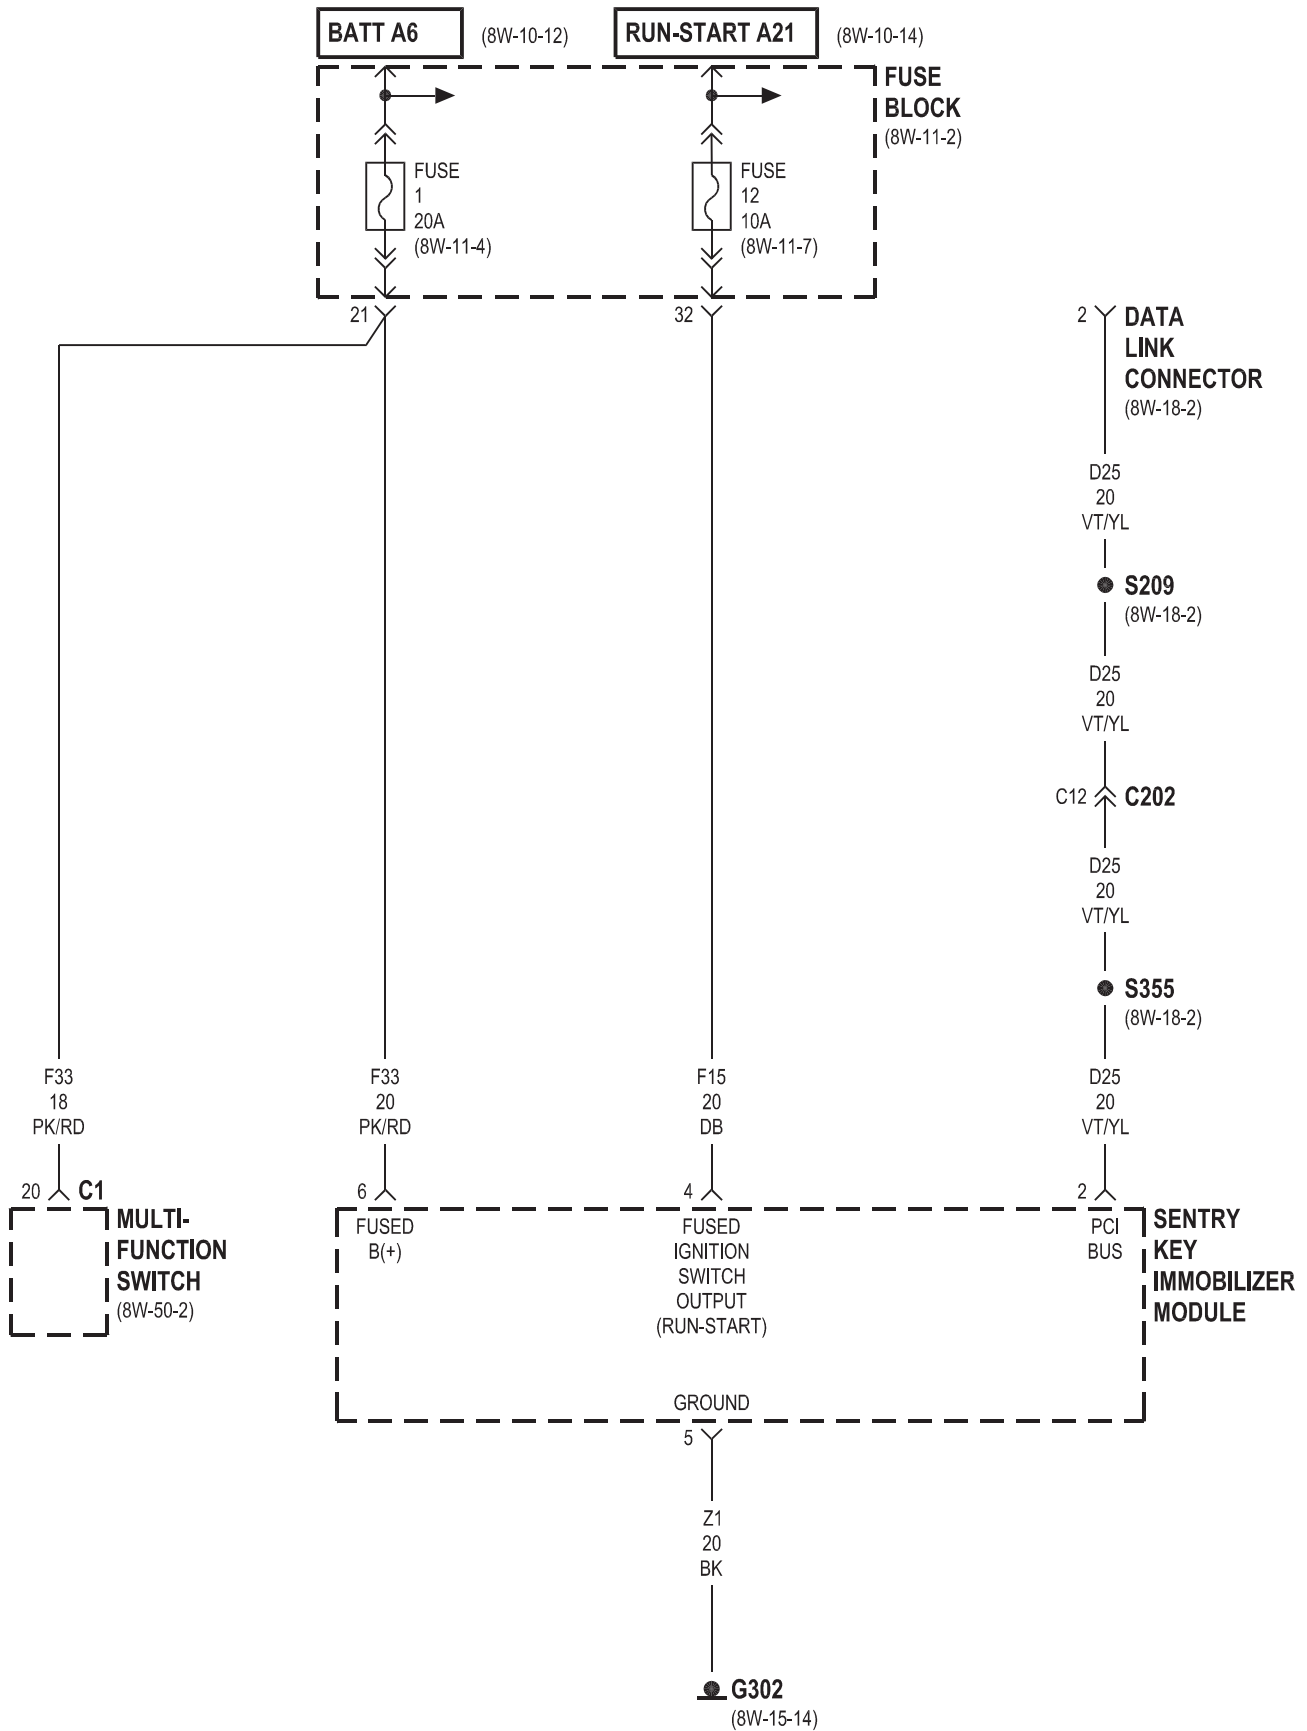 BATT A6
(8W-10-12)
RUN-START A21
(8W-10-14)
FUSE
BLOCK
(8W-11-2)
FUSE
1
20A
(8W-11-4)
FUSE
12
10A
(8W-11-7)
21
32
2
DATA
LINK
CONNECTOR
(8W-18-2)
D25
20
VT/YL
S209
(8W-18-2)
D25
20
VT/YL
C12
C202
D25
20
VT/YL
S355
(8W-18-2)
F33
18
PK/RD
F33
20
PK/RD
F15
20
DB
D25
20
VT/YL
20
C1
6
4
2
MULTI-
FUNCTION
SWITCH
(8W-50-2)
FUSED
B(+)
FUSED
IGNITION
SWITCH
OUTPUT
(RUN-START)
PCI
BUS
SENTRY
KEY
IMMOBILIZER
MODULE
GROUND
5
Z1
20
BK
G302
(8W-15-14)